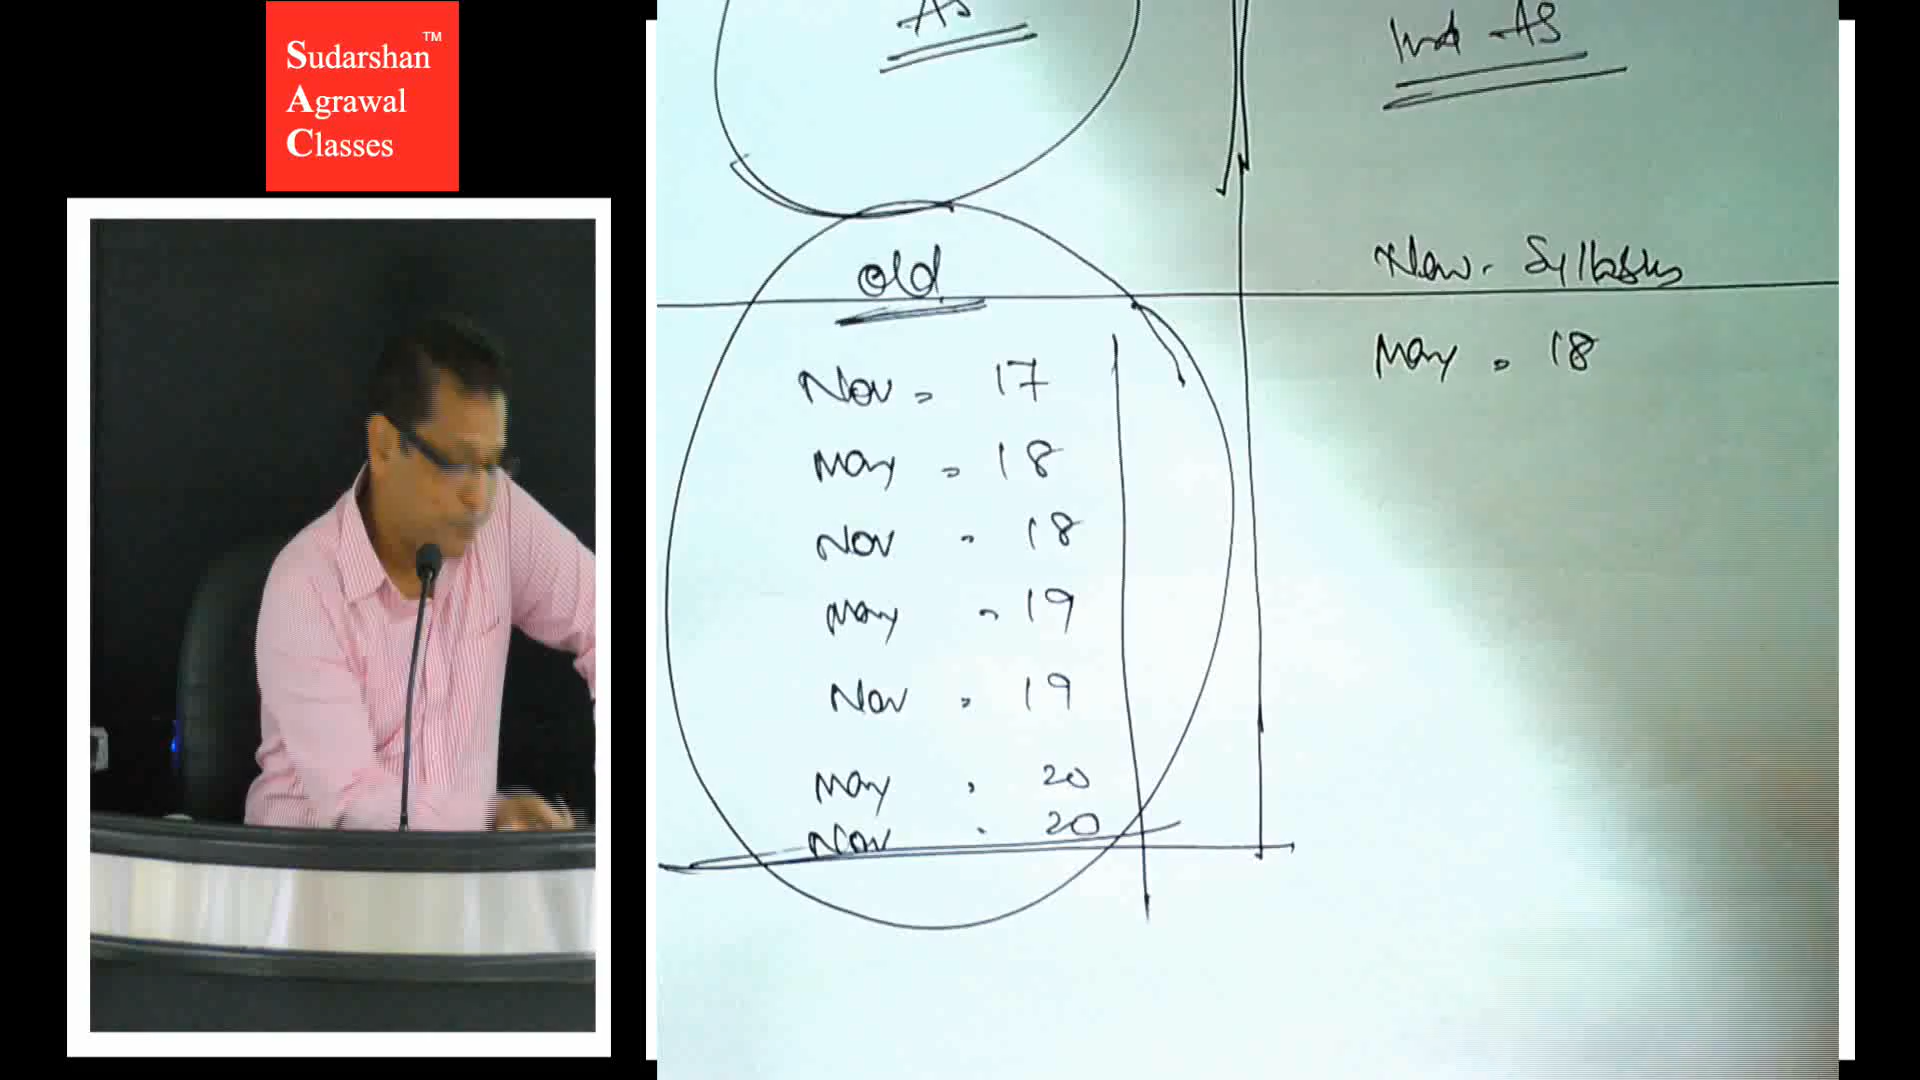 Sudarshan™
Agrawal
Classes
AS
Ind - AS
old
New. Syllabus
Nov - 17
May - 18
Nov - 18
May - 19
Nov - 19
May - 20
Nov - 20
May - 18